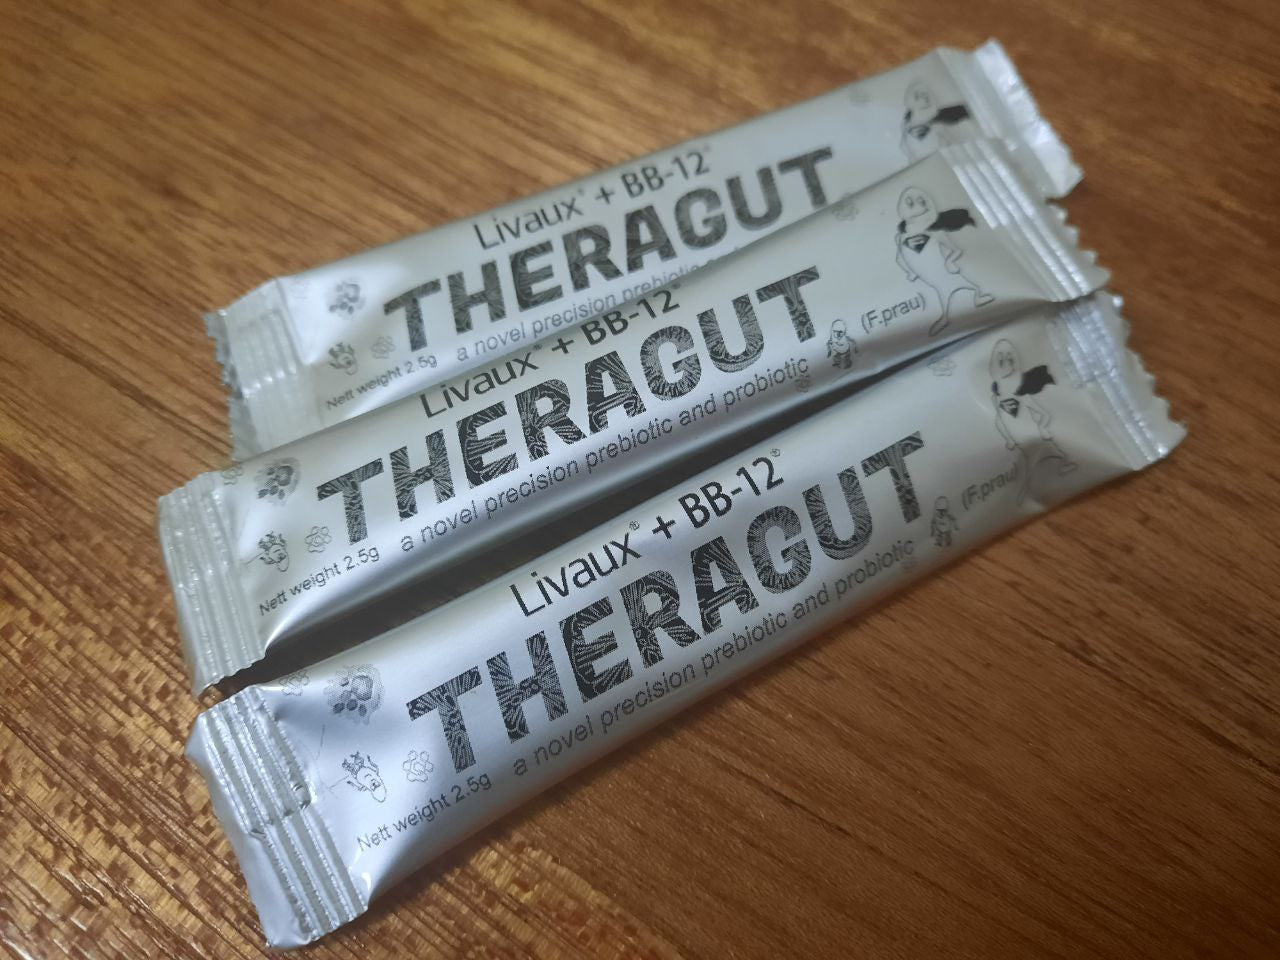 Livaux® + BB-12®
THERAGUT
a novel precision prebiotic
Nett weight 2.5g
Livaux® + BB-12®
THERAGUT
a novel precision prebiotic and probiotic
(F.prau)
Nett weight 2.5g
Livaux® + BB-12®
THERAGUT
a novel precision prebiotic and probiotic
(F.prau)
Nett weight 2.5g